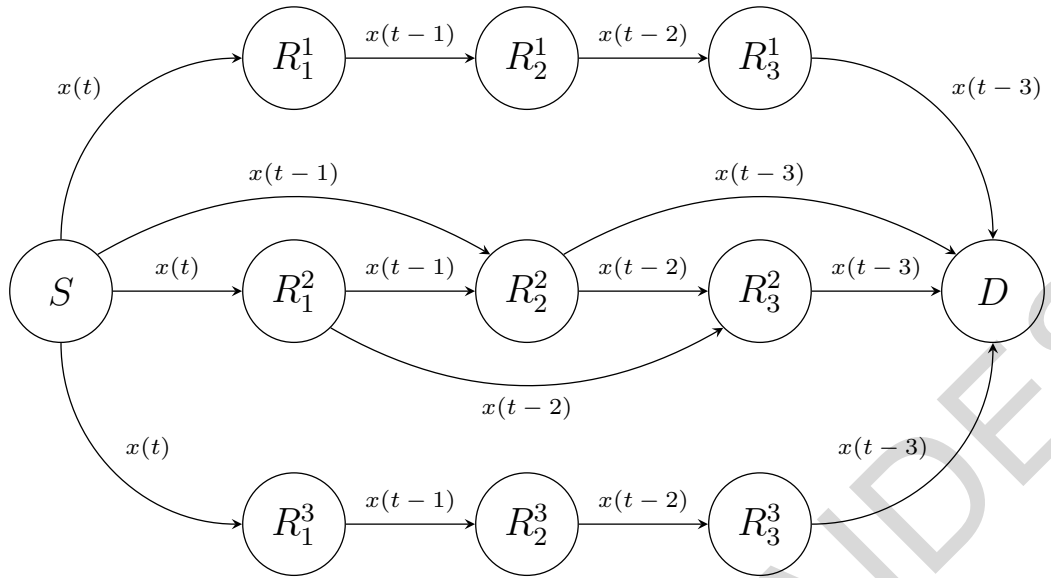 R_1^1 x(t − 1) R_2^1 x(t − 2) R_3^1
x(t) x(t − 3)
x(t − 1) x(t − 3)
S x(t) R_1^2 x(t − 1) R_2^2 x(t − 2) R_3^2 x(t − 3) D
x(t − 2)
x(t) x(t − 3)
R_1^3 x(t − 1) R_2^3 x(t − 2) R_3^3